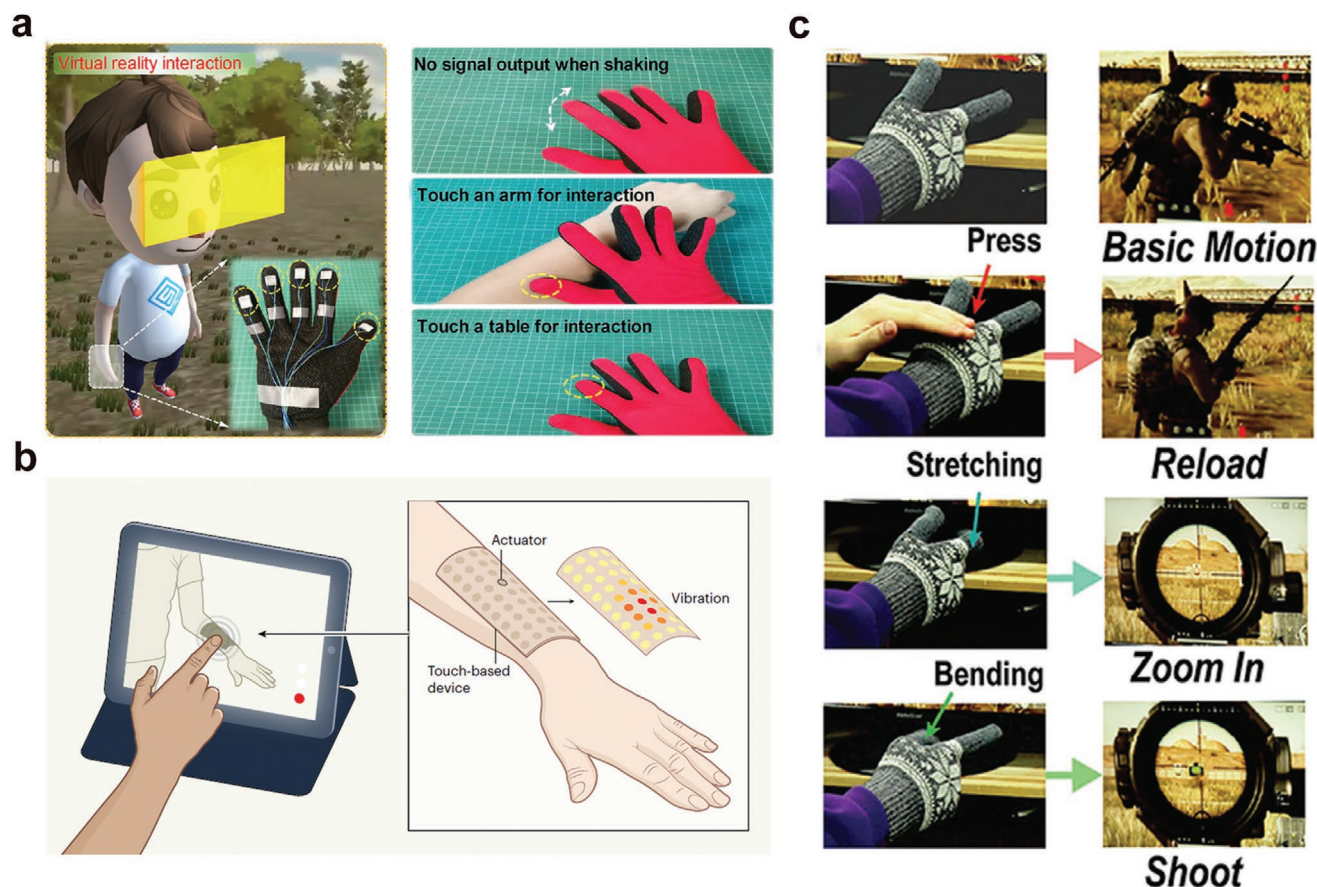 a
Virtual reality interaction
No signal output when shaking
Touch an arm for interaction
Touch a table for interaction
b
Actuator
Vibration
Touch-based
device
c
Press
Basic Motion
Stretching
Reload
Bending
Zoom In
Shoot